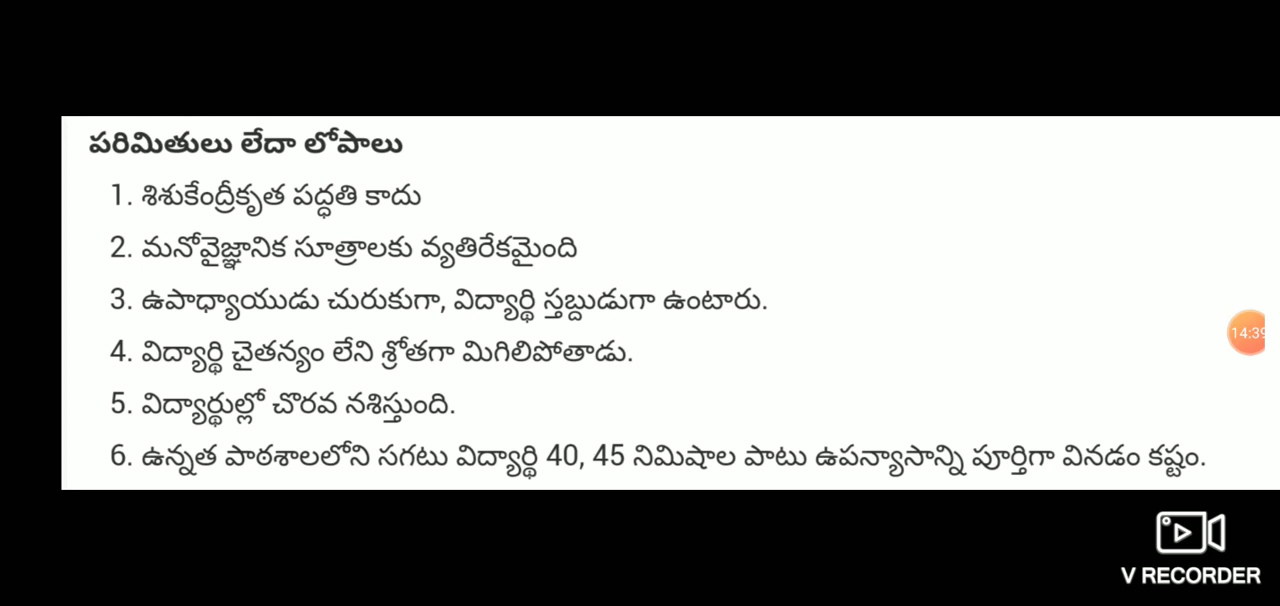 పరిమితులు లేదా లోపాలు
1. శిశుకేంద్రీకృత పద్ధతి కాదు
2. మనోవైజ్ఞానిక సూత్రాలకు వ్యతిరేకమైంది
3. ఉపాధ్యాయుడు చురుకుగా, విద్యార్థి స్తబ్దుడుగా ఉంటారు.
14:39
4. విద్యార్థి చైతన్యం లేని శ్రోతగా మిగిలిపోతాడు.
5. విద్యార్థుల్లో చొరవ నశిస్తుంది.
6. ఉన్నత పాఠశాలలోని సగటు విద్యార్థి 40, 45 నిమిషాల పాటు ఉపన్యాసాన్ని పూర్తిగా వినడం కష్టం.
V RECORDER